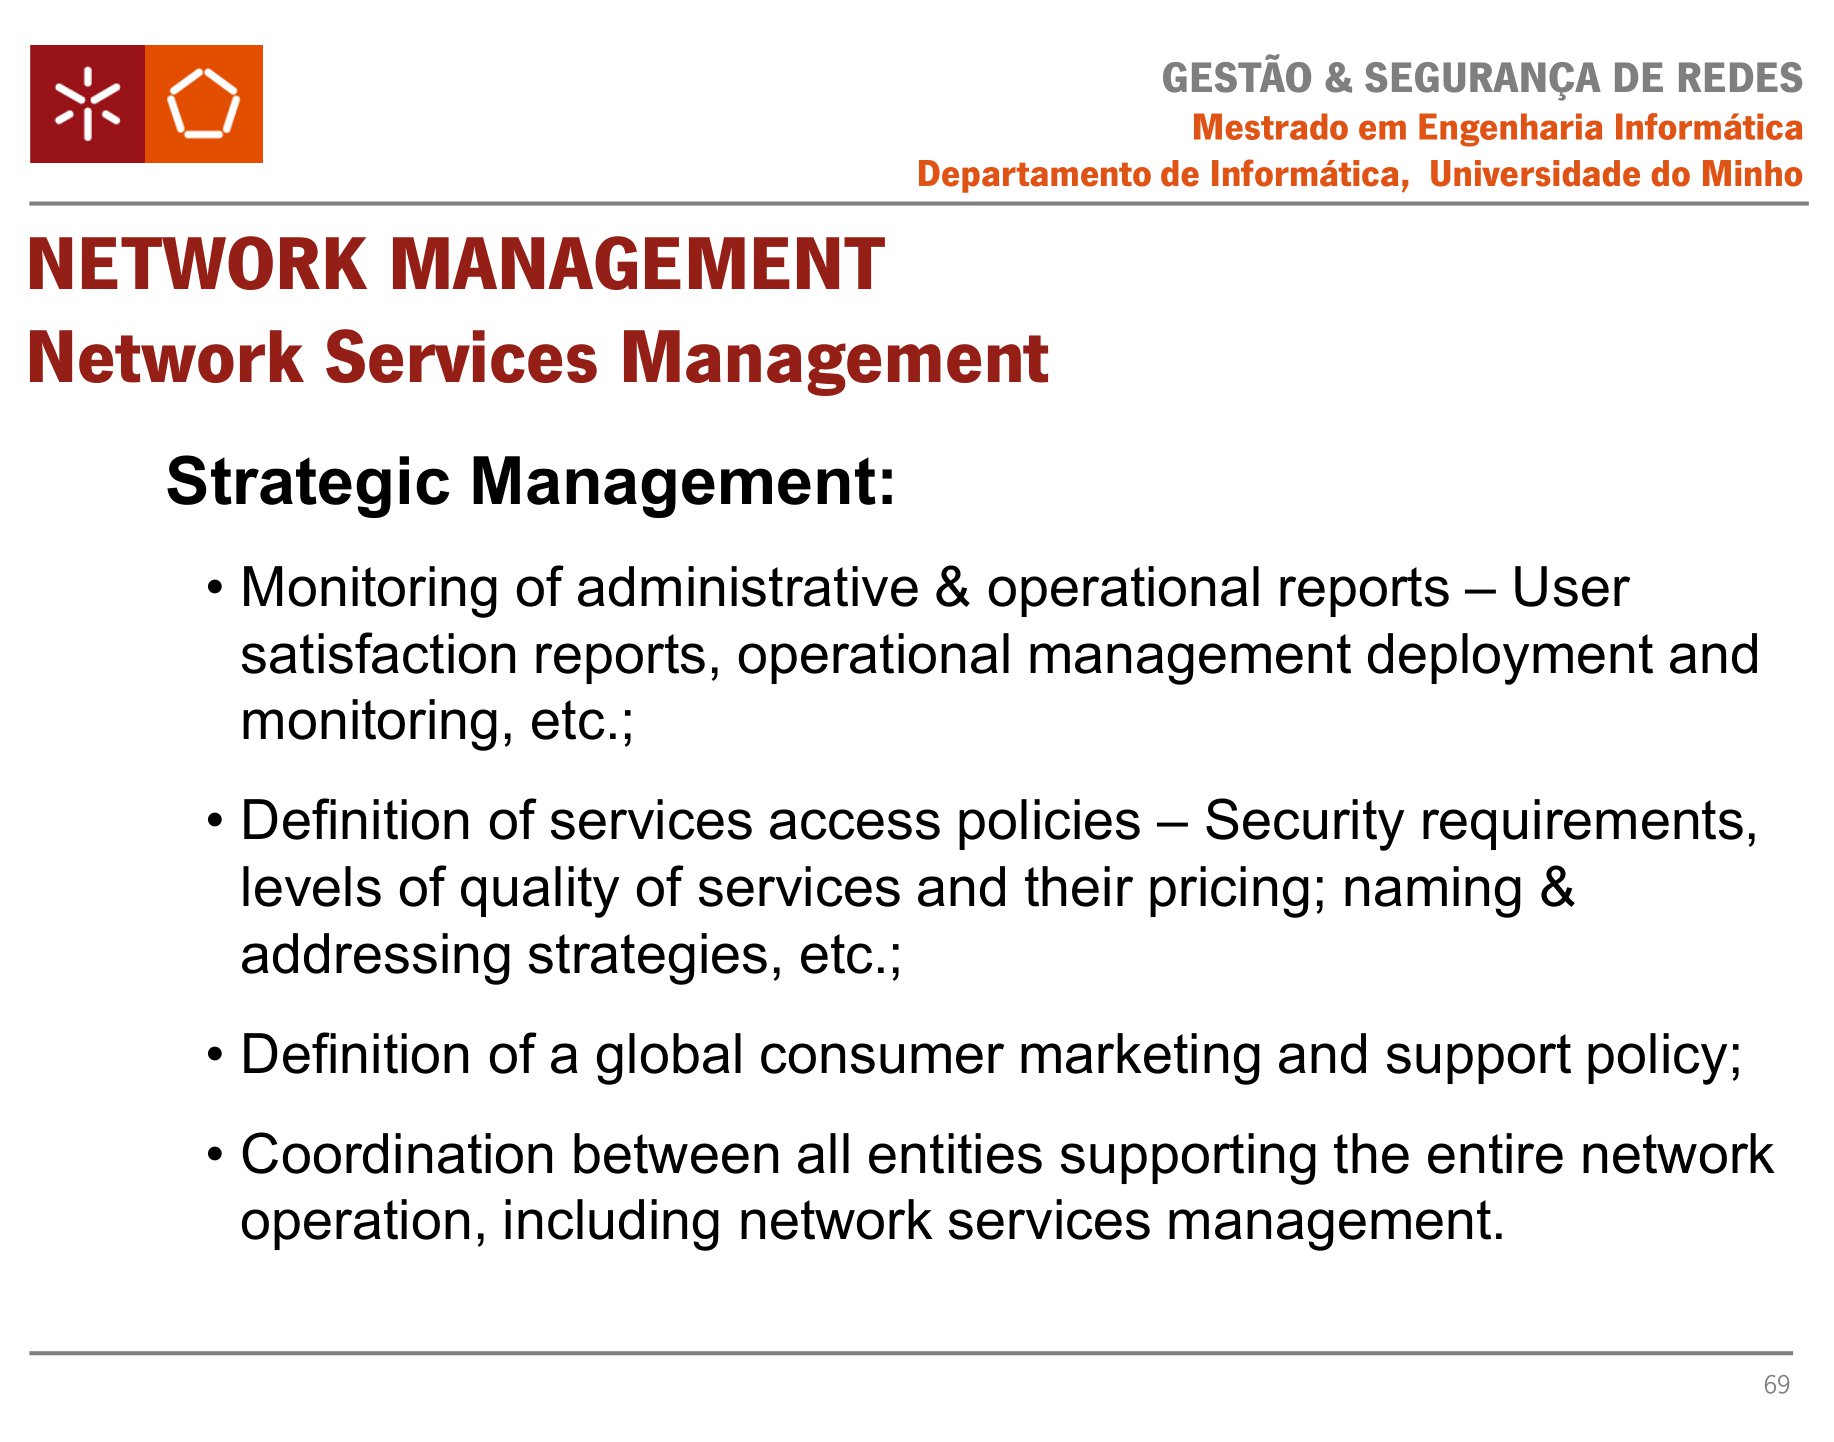 GESTÃO & SEGURANÇA DE REDES
Mestrado em Engenharia Informática
Departamento de Informática, Universidade do Minho
NETWORK MANAGEMENT
Network Services Management
Strategic Management:
• Monitoring of administrative & operational reports – User
satisfaction reports, operational management deployment and
monitoring, etc.;
• Definition of services access policies – Security requirements,
levels of quality of services and their pricing; naming &
addressing strategies, etc.;
• Definition of a global consumer marketing and support policy;
• Coordination between all entities supporting the entire network
operation, including network services management.
69